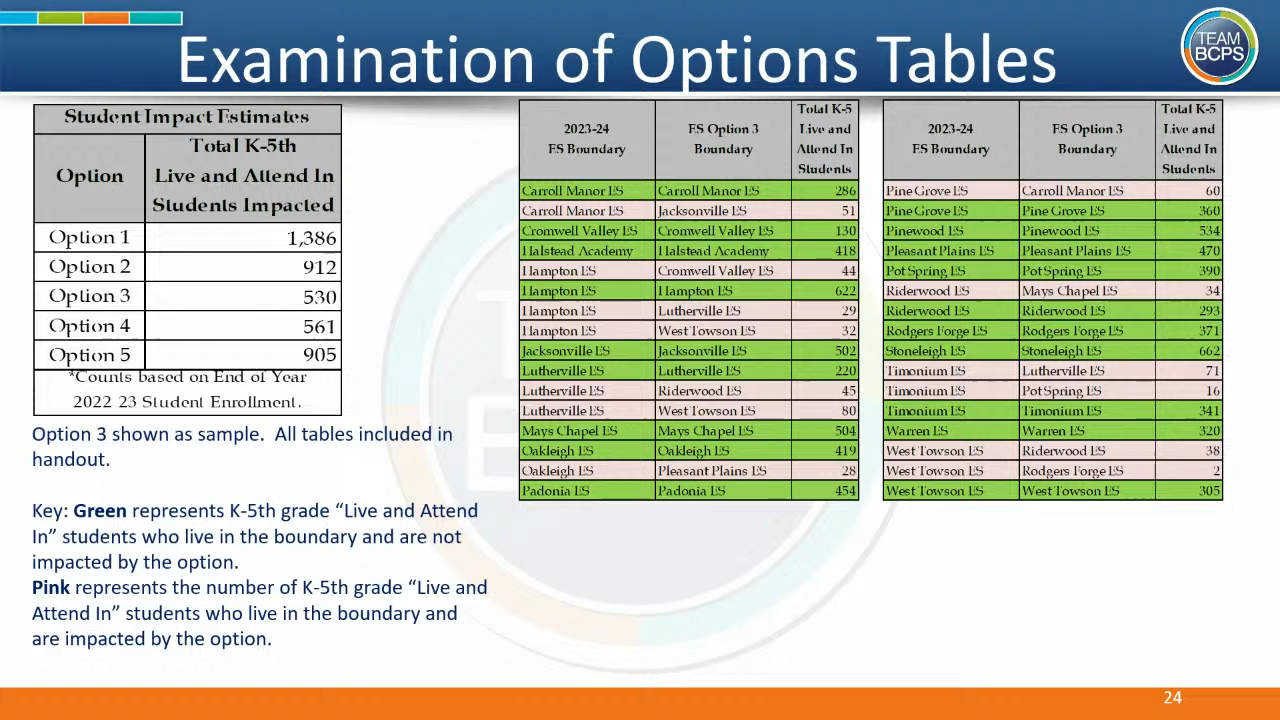 Examination of Options Tables
TEAM
BCPS
Student Impact Estimates
Option
Total K-5th
Live and Attend In
Students Impacted
Option 1 1,386
Option 2 912
Option 3 530
Option 4 561
Option 5 905
*Counts based on End of Year
2022-23 Student Enrollment.
Option 3 shown as sample. All tables included in
handout.
Key: Green represents K-5th grade “Live and Attend
In” students who live in the boundary and are not
impacted by the option.
Pink represents the number of K-5th grade “Live and
Attend In” students who live in the boundary and
are impacted by the option.
2023-24
ES Boundary
ES Option 3
Boundary
Total K-5
Live and
Attend In
Students
Carroll Manor ES Carroll Manor ES 286
Carroll Manor ES Jacksonville ES 51
Cromwell Valley ES Cromwell Valley ES 130
Halstead Academy Halstead Academy 418
Hampton ES Cromwell Valley ES 44
Hampton ES Hampton ES 622
Hampton ES Lutherville ES 29
Hampton ES West Towson ES 32
Jacksonville ES Jacksonville ES 502
Lutherville ES Lutherville ES 220
Lutherville ES Riderwood ES 45
Lutherville ES West Towson ES 80
Mays Chapel ES Mays Chapel ES 504
Oakleigh ES Oakleigh ES 419
Oakleigh ES Pleasant Plains ES 28
Padonia ES Padonia ES 454
2023-24
ES Boundary
ES Option 3
Boundary
Total K-5
Live and
Attend In
Students
Pine Grove ES Carroll Manor ES 60
Pine Grove ES Pine Grove ES 360
Pinewood ES Pinewood ES 534
Pleasant Plains ES Pleasant Plains ES 470
Pot Spring ES Pot Spring ES 390
Riderwood ES Mays Chapel ES 34
Riderwood ES Riderwood ES 293
Rodgers Forge ES Rodgers Forge ES 371
Stoneleigh ES Stoneleigh ES 662
Timonium ES Lutherville ES 71
Timonium ES Pot Spring ES 16
Timonium ES Timonium ES 341
Warren ES Warren ES 320
West Towson ES Riderwood ES 38
West Towson ES Rodgers Forge ES 2
West Towson ES West Towson ES 305
24